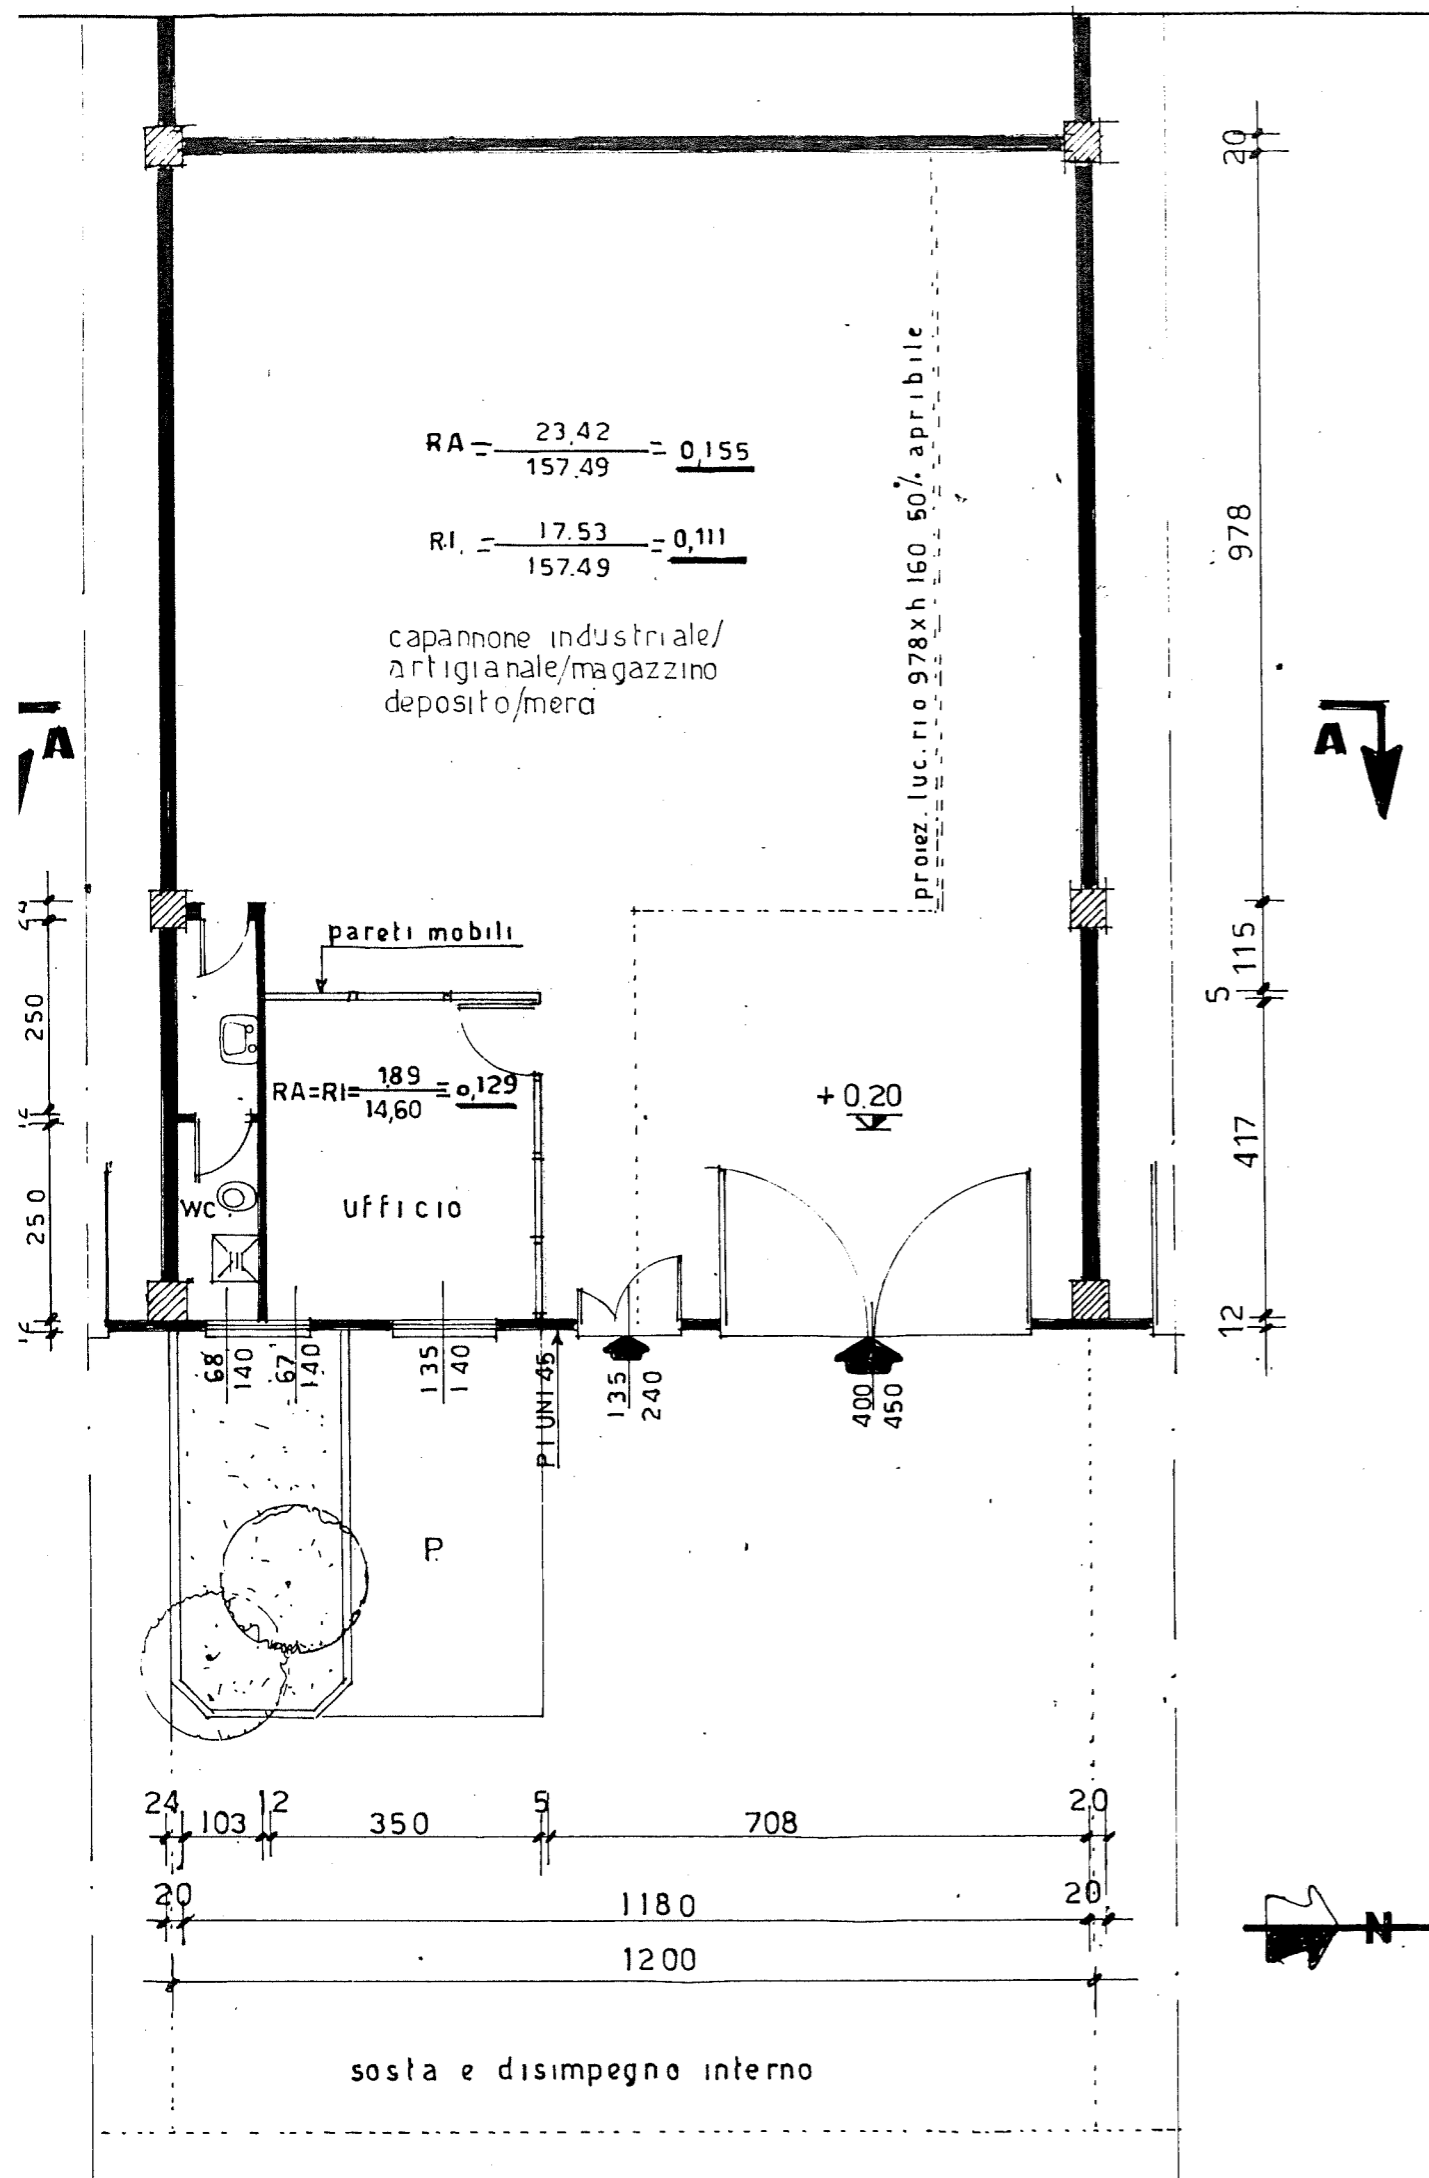 20
RA = 23,42 / 157.49 = 0,155
RI. = 17.53 / 157.49 = 0,111
proiez. luc.rio 978xh 160 50% apribile
978
capannone industriale/
artigianale/magazzino
deposito/merci
A
A
pareti mobili
115
5
250
RA=RI= 1.89 / 14,60 = 0,129
+0.20
417
WC
ufficio
250
12
68
140
67
140
135
140
PIUNI 45
135
240
400
450
P
24
103
12
350
5
708
20
20
1180
20
N
1200
sosta e disimpegno interno